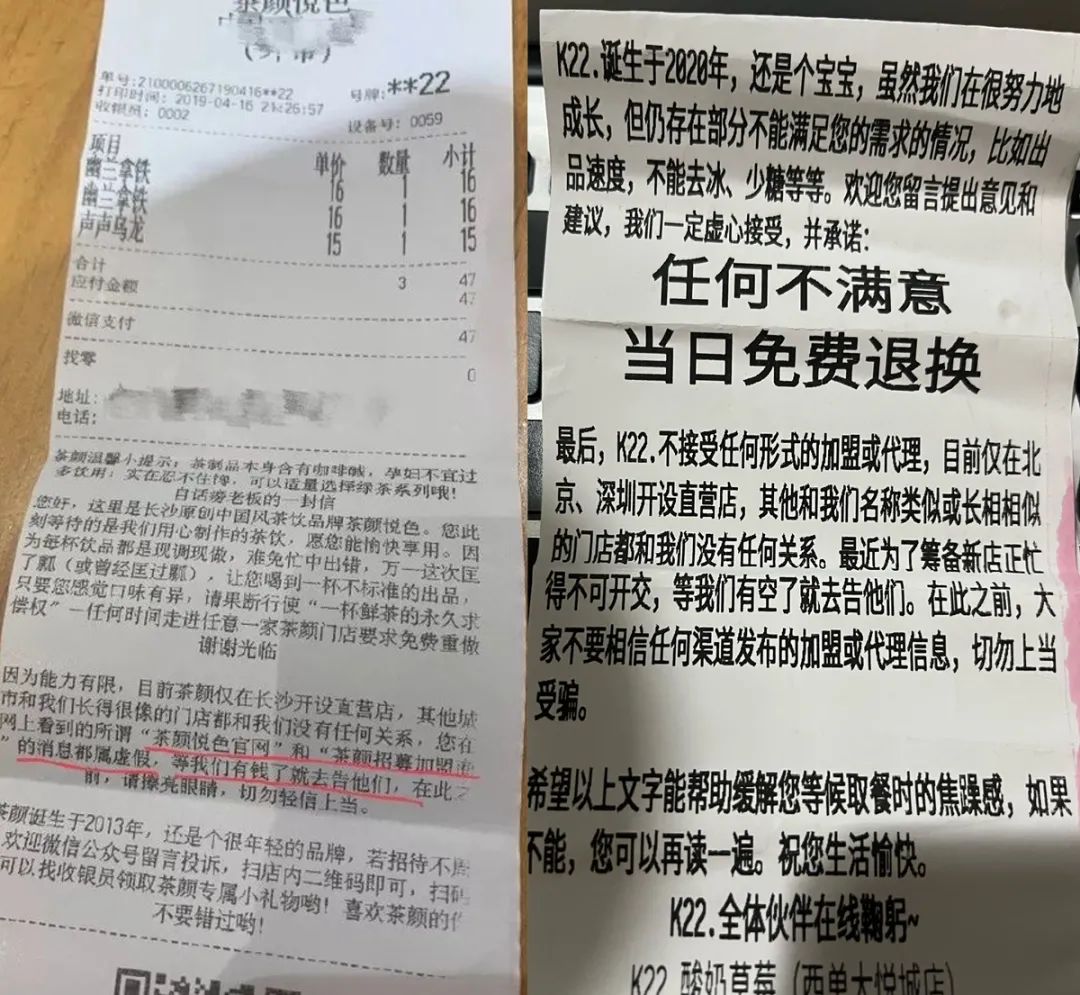 茶颜悦色
单号:210006267190416**22
号牌:**22
打印时间: 2019-04-16 21:26:57
收银员: 0002
设备号: 0059
项目 单价 数量 小计
幽兰拿铁 16 1 16
幽兰拿铁 16 1 16
声声乌龙 15 1 15
合计 3 47
应付金额 47
微信支付 47
找零 0
地址:
电话:
茶颜温馨小提示: 茶制品本身含有咖啡碱, 孕妇不宜过
多饮用! 实在忍不住馋, 可以适量选择绿茶系列哦!
白话痨老板的一封信
您好, 这里是长沙原创中国风茶饮品牌茶颜悦色。您此
刻等待的是我们用心制作的茶饮, 愿您能愉快享用。因
为每杯饮品都是现调现做, 难免忙中出错, 万一这次匡
了瓢(或曾经匡过瓢), 让您喝到一杯不标准的出品,
只要您感觉口味有异, 请果断行使“一杯鲜茶的永久求
偿权”—任何时间走进任意一家茶颜门店要求免费重做
谢谢光临
因为能力有限, 目前茶颜仅在长沙开设直营店, 其他城
市和我们长得很像的门店都和我们没有任何关系, 您在
网上看到的所谓“茶颜悦色官网”和“茶颜招募加盟
”的消息都属虚假, 等我们有钱了就去告他们, 在此之
前, 请擦亮眼睛, 切勿轻信上当。
茶颜诞生于2013年, 还是个很年轻的品牌, 若招待不周
欢迎微信公众号留言投诉, 扫店内二维码即可, 扫码
可以找收银员领取茶颜专属小礼物哟! 喜欢茶颜的
不要错过哟!
K22.诞生于2020年，还是个宝宝，虽然我们在很努力地
成长，但仍存在部分不能满足您的需求的情况，比如出
品速度，不能去冰、少糖等等。欢迎您留言提出意见和
建议，我们一定虚心接受，并承诺：
任何不满意
当日免费退换
最后，K22.不接受任何形式的加盟或代理，目前仅在北
京、深圳开设直营店，其他和我们名称类似或长相相似
的门店都和我们没有任何关系。最近为了筹备新店正忙
得不可开交，等我们有空了就去告他们。在此之前，大
家不要相信任何渠道发布的加盟或代理信息，切勿上当
受骗。
希望以上文字能帮助缓解您等候取餐时的焦躁感，如果
不能，您可以再读一遍。祝您生活愉快。
K22.全体伙伴在线鞠躬~
K22.酸奶草莓（西单大悦城店）